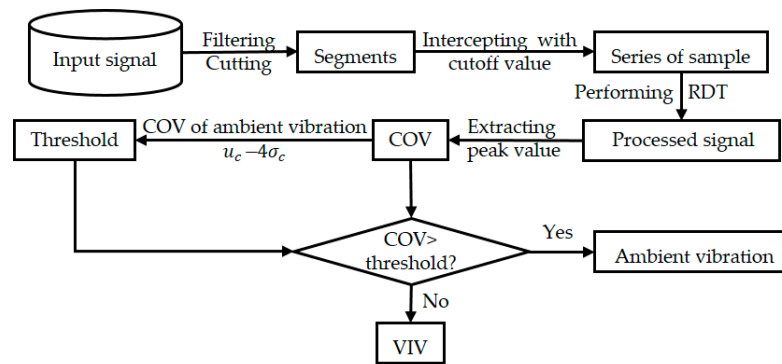 Input signal
Filtering
Cutting
Segments
Intercepting with
cutoff value
Series of sample
Performing RDT
Threshold
COV of ambient vibration
u_c −4σ_c
COV
Extracting
peak value
Processed signal
COV>
threshold?
Yes
Ambient vibration
No
VIV